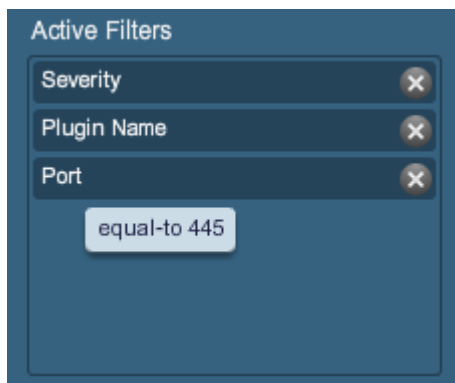 Active Filters
Severity
Plugin Name
Port
equal-to 445